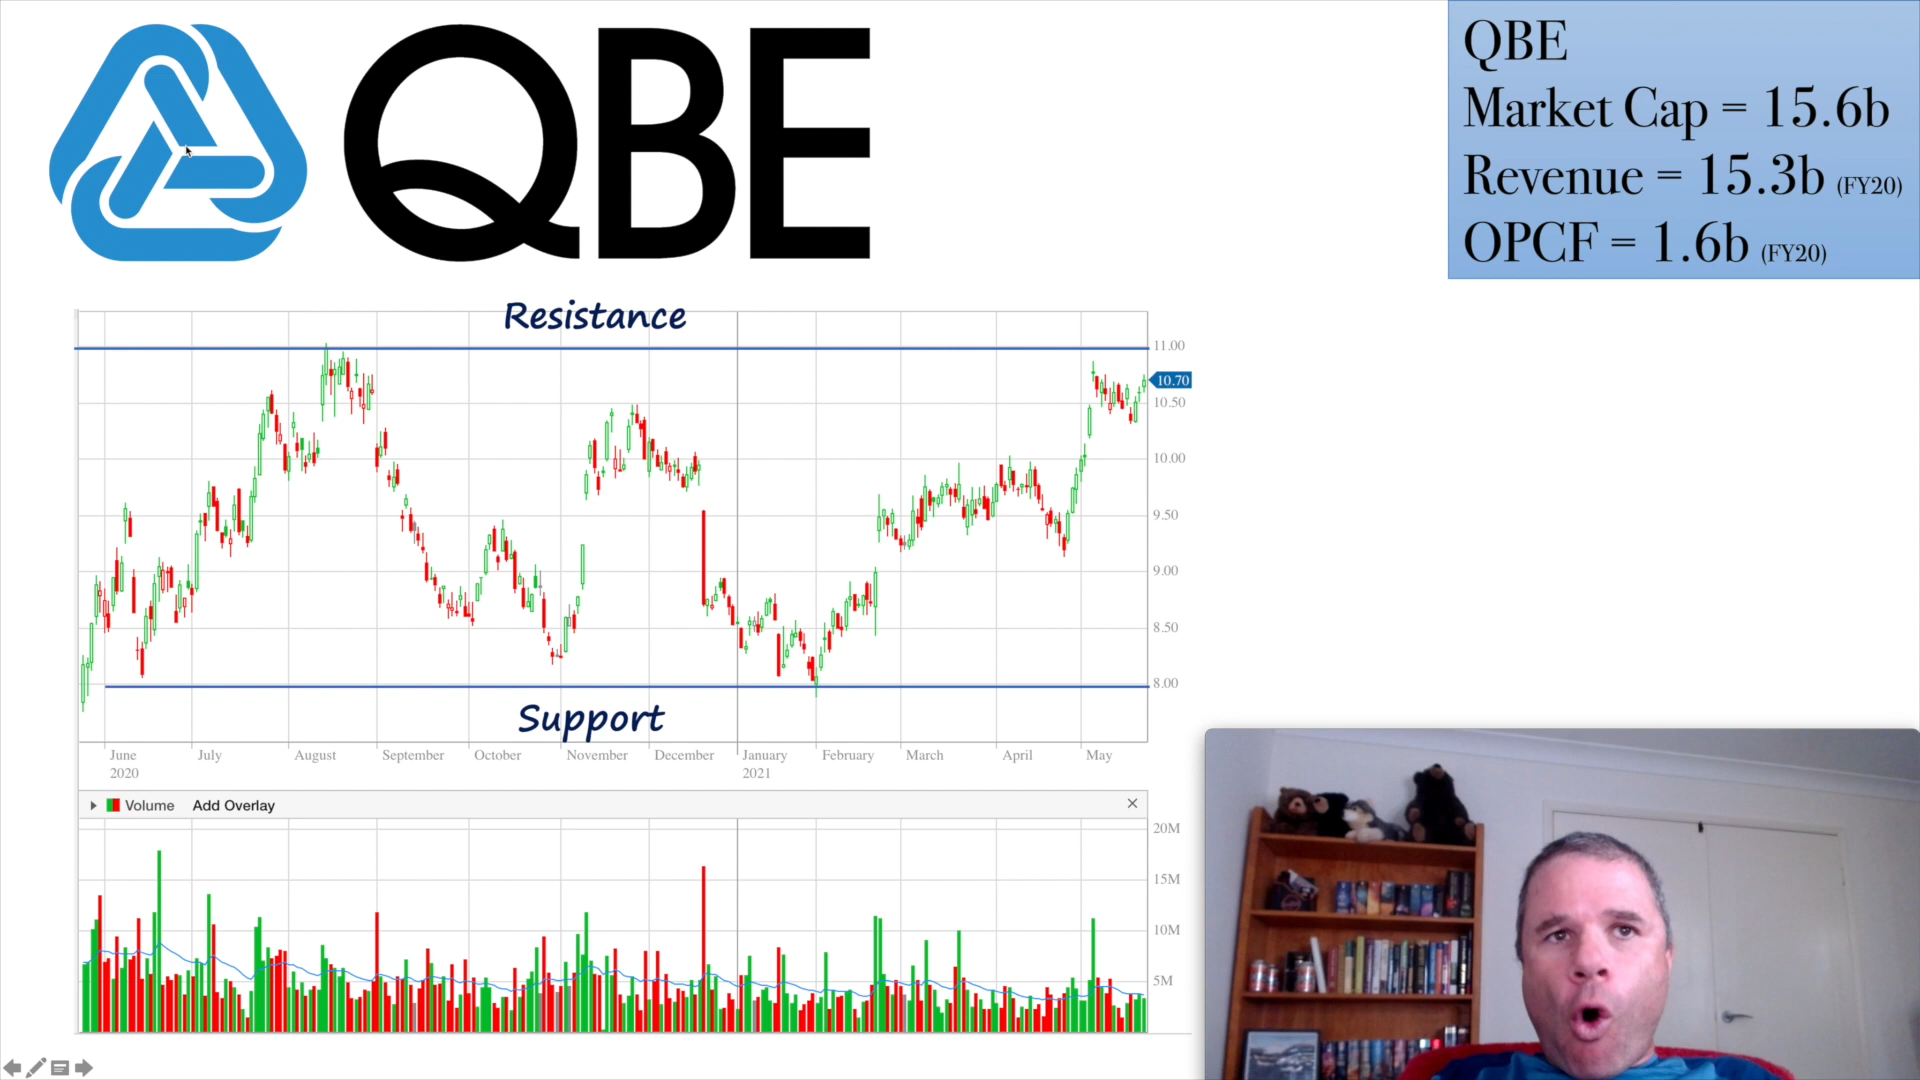 QBE
QBE
Market Cap = 15.6b
Revenue = 15.3b (FY20)
OPCF = 1.6b (FY20)
Resistance
11.00
10.70
10.50
10.00
9.50
9.00
8.50
8.00
Support
June July August September October November December January February March April May
2020 2021
Volume Add Overlay
20M
15M
10M
5M